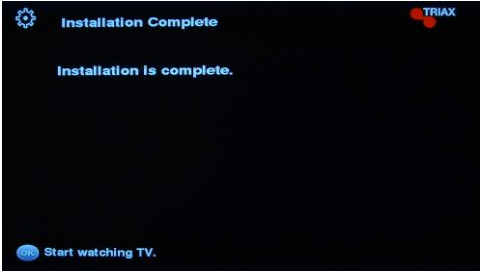 Installation Complete
TRIAX
Installation is complete.
OK Start watching TV.